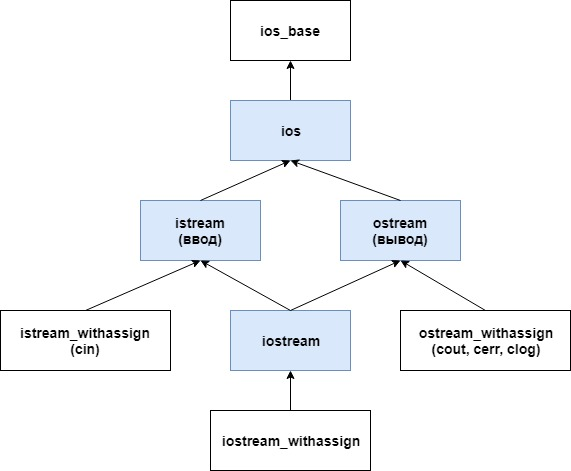 ios_base
ios
istream
(ввод)
ostream
(вывод)
istream_withassign
(cin)
iostream
ostream_withassign
(cout, cerr, clog)
iostream_withassign